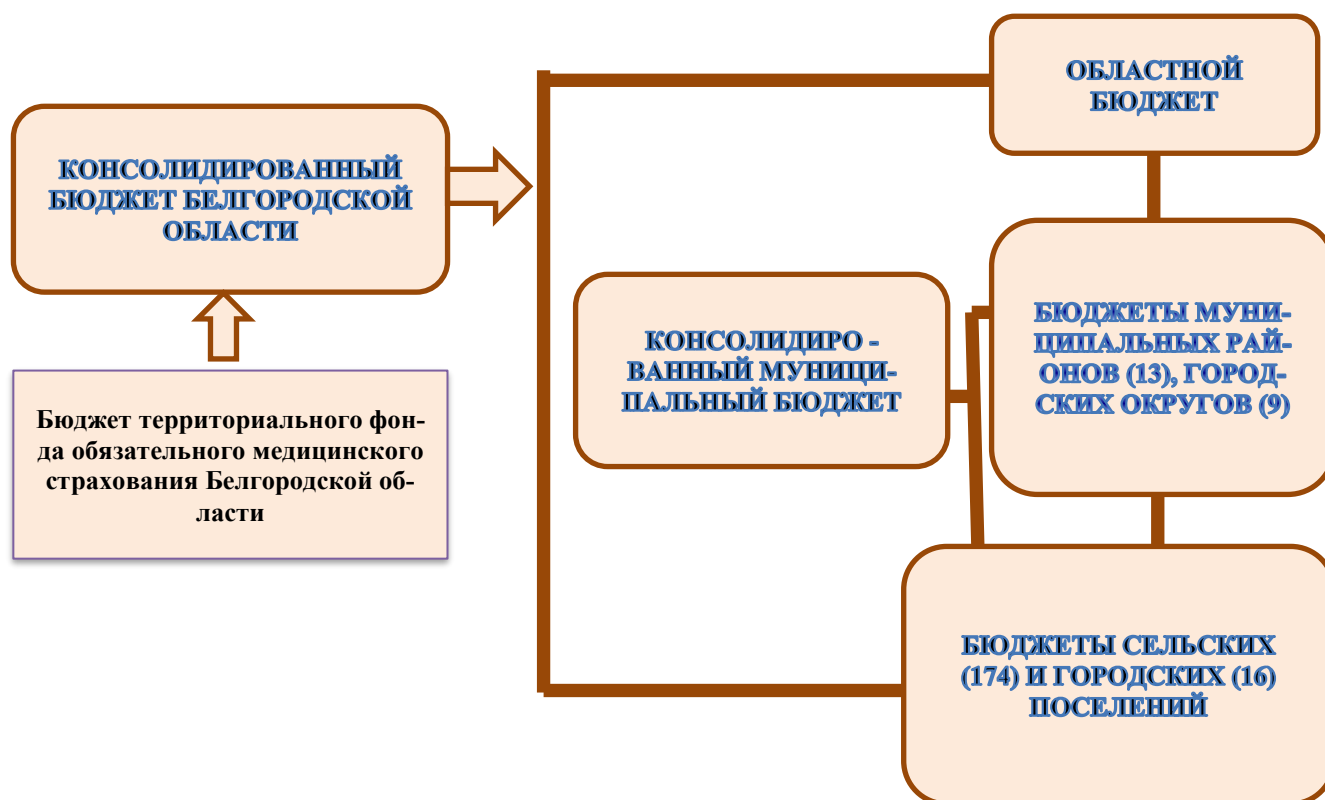 ОБЛАСТНОЙ
БЮДЖЕТ
КОНСОЛИДИРОВАННЫЙ
БЮДЖЕТ БЕЛГОРОДСКОЙ
ОБЛАСТИ
КОНСОЛИДИРО -
ВАННЫЙ МУНИЦИ-
ПАЛЬНЫЙ БЮДЖЕТ
БЮДЖЕТЫ МУНИ-
ЦИПАЛЬНЫХ РАЙ-
ОНОВ (13), ГОРОД-
СКИХ ОКРУГОВ (9)
Бюджет территориального фон-
да обязательного медицинского
страхования Белгородской об-
ласти
БЮДЖЕТЫ СЕЛЬСКИХ
(174) И ГОРОДСКИХ (16)
ПОСЕЛЕНИЙ